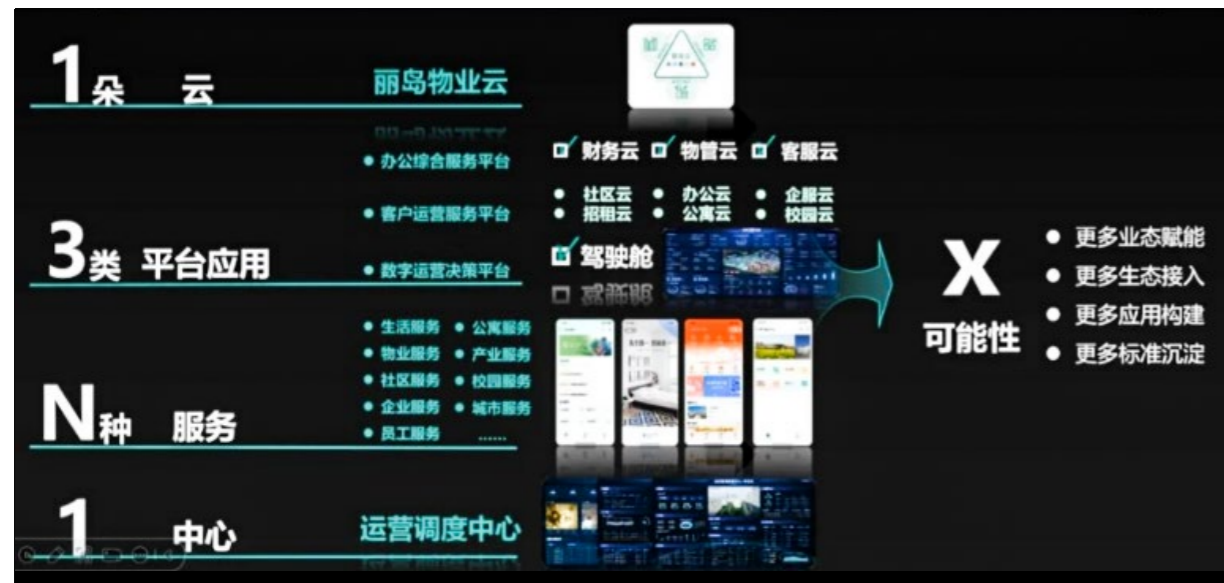 1朵 云
丽岛物业云
办公综合服务平台
财务云 物管云 客服云
社区云 办公云 企服云
招租云 公寓云 校园云
客户运营服务平台
3类 平台应用
驾驶舱
数字运营决策平台
生活服务 公寓服务
物业服务 产业服务
社区服务 校园服务
企业服务 城市服务
员工服务 ......
N种 服务
1 中心
运营调度中心
X
可能性
更多业态赋能
更多生态接入
更多应用构建
更多标准沉淀